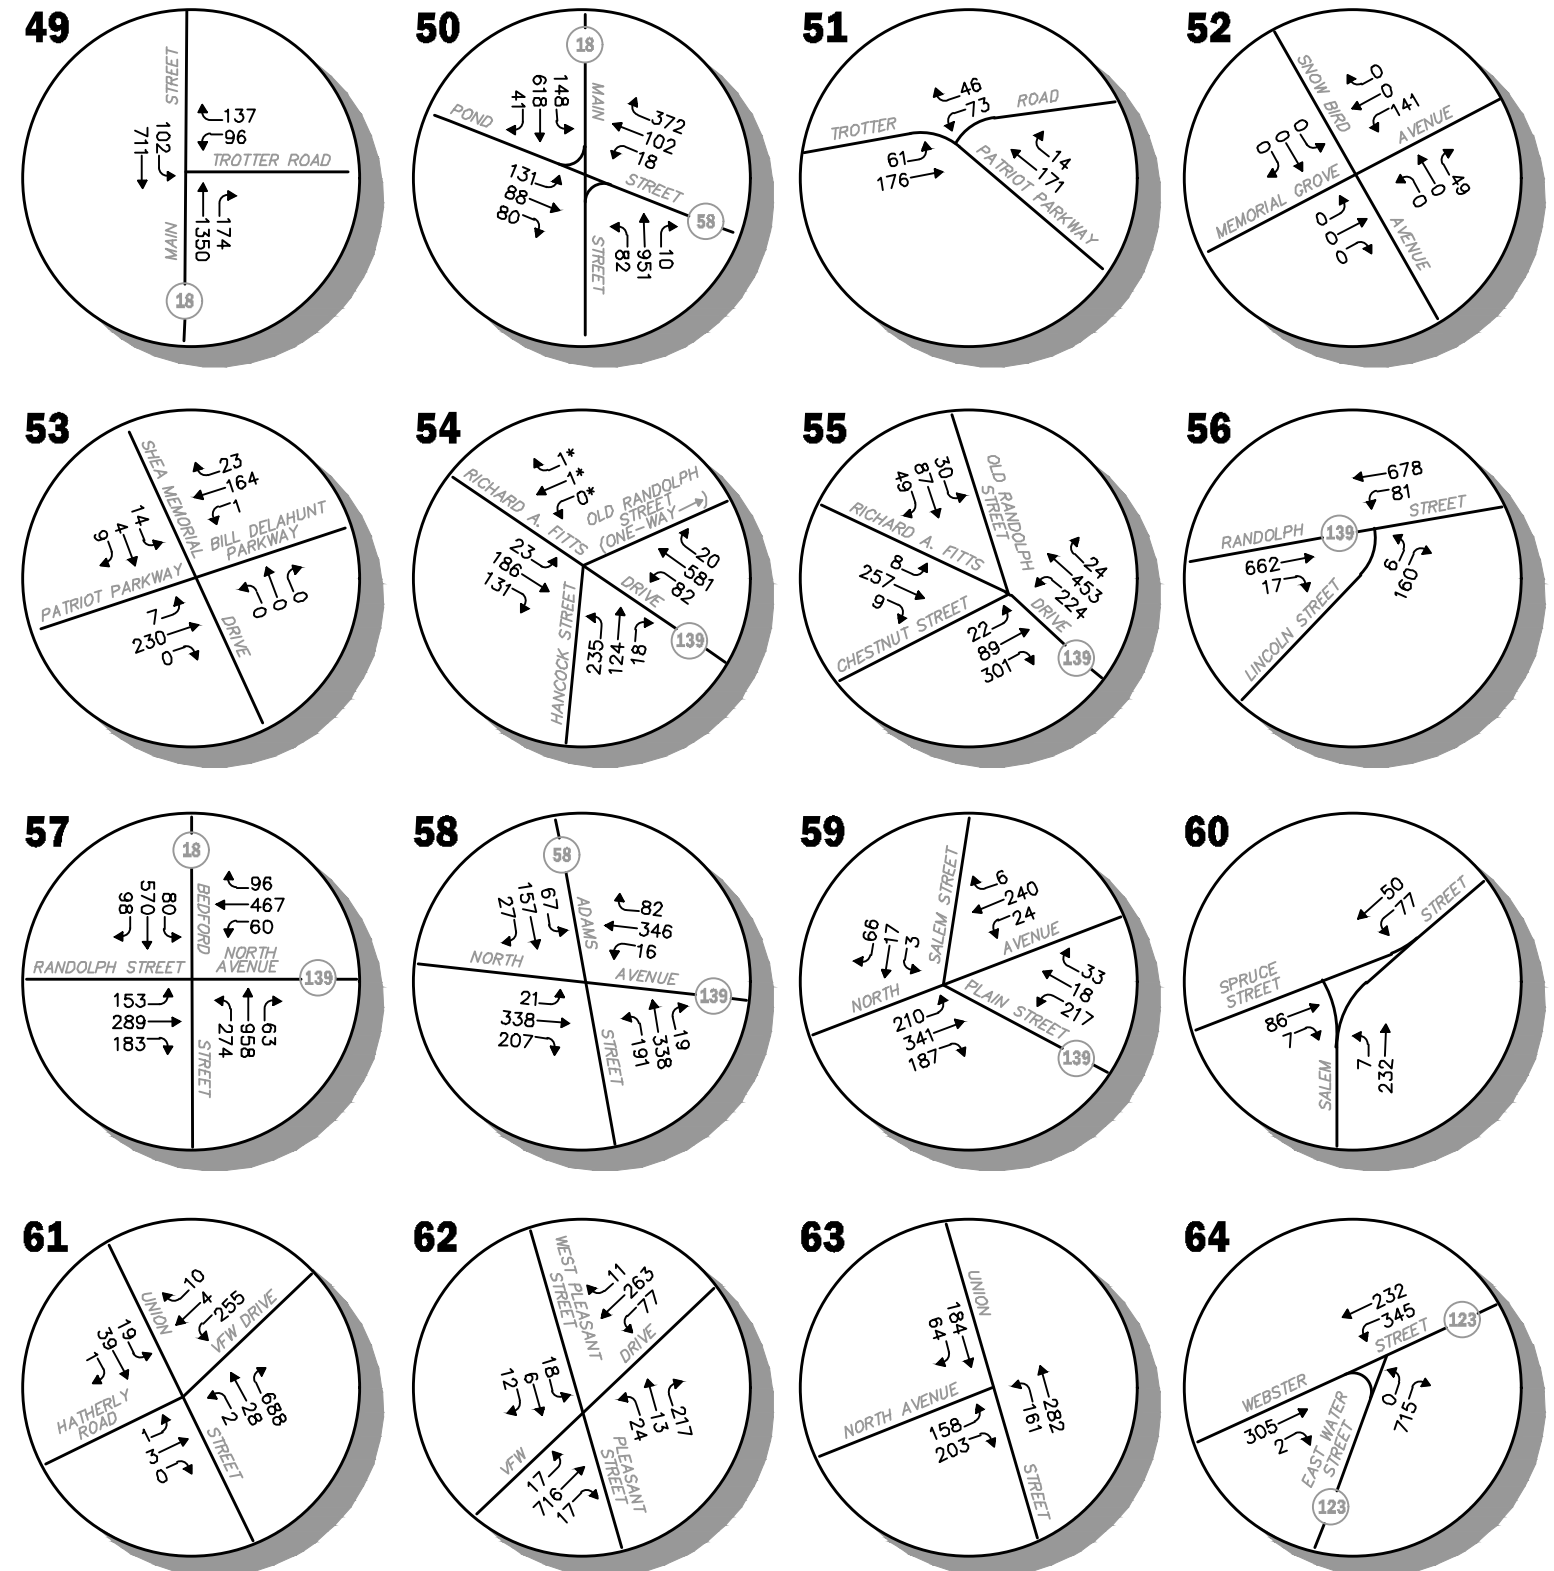 49
STREET
137
96
102
711
TROTTER ROAD
174
1350
MAIN
18
50
18
MAIN
148
618
41
POND
372
102
18
131
88
80
STREET
58
82
951
10
STREET
51
46
73
TROTTER
ROAD
61
176
14
171
PATRIOT PARKWAY
52
SNOW BIRD
0
0
141
AVENUE
0
0
0
MEMORIAL GROVE
0
0
0
0
0
49
AVENUE
53
SHEA MEMORIAL
23
164
1
14
4
9
BILL DELAHUNT
PARKWAY
PATRIOT PARKWAY
7
230
0
0
0
0
DRIVE
54
1*
1*
0*
RICHARD A. FITTS
OLD RANDOLPH
STREET
(ONE-WAY →)
23
186
131
20
581
82
DRIVE
HANCOCK STREET
235
124
18
139
55
30
87
49
OLD RANDOLPH
STREET
RICHARD A. FITTS
8
257
9
24
453
224
CHESTNUT STREET
22
89
301
DRIVE
139
56
678
81
RANDOLPH
139
STREET
662
17
6
160
LINCOLN STREET
57
18
80
570
98
BEDFORD
96
467
60
RANDOLPH STREET
NORTH
AVENUE
139
153
289
183
274
958
63
STREET
58
58
67
157
27
ADAMS
82
346
16
NORTH
AVENUE
139
21
338
207
191
338
19
STREET
59
SALEM STREET
6
240
24
3
17
66
AVENUE
NORTH
210
341
187
33
18
217
PLAIN STREET
139
60
50
77
STREET
SPRUCE
STREET
86
7
7
232
SALEM
61
UNION
10
4
255
VFW DRIVE
19
39
1
HATHERLY
ROAD
1
3
0
2
28
688
STREET
62
WEST PLEASANT
STREET
11
263
77
DRIVE
18
6
12
VFW
17
716
17
24
13
217
PLEASANT
STREET
63
UNION
184
64
NORTH AVENUE
158
203
161
282
STREET
64
232
345
STREET
123
WEBSTER
305
2
0
715
EAST WATER
STREET
123